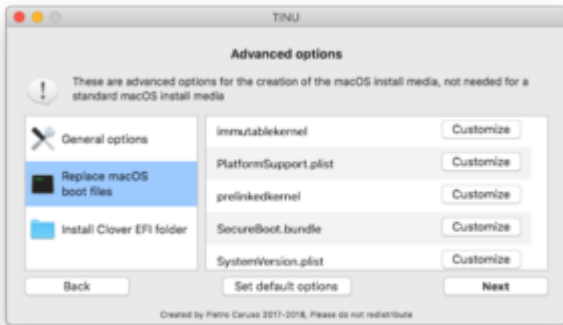 TINU
Advanced options
These are advanced options for the creation of the macOS install media, not needed for a
standard macOS install media
General options
Replace macOS
boot files
Install Clover EFI folder
immutablekernel
Customize
PlatformSupport.plist
Customize
prelinkedkernel
Customize
SecureBoot.bundle
Customize
SystemVersion.plist
Customize
Back
Set default options
Next
Created by Pietro Caruso 2017-2018, Please do not redistribute